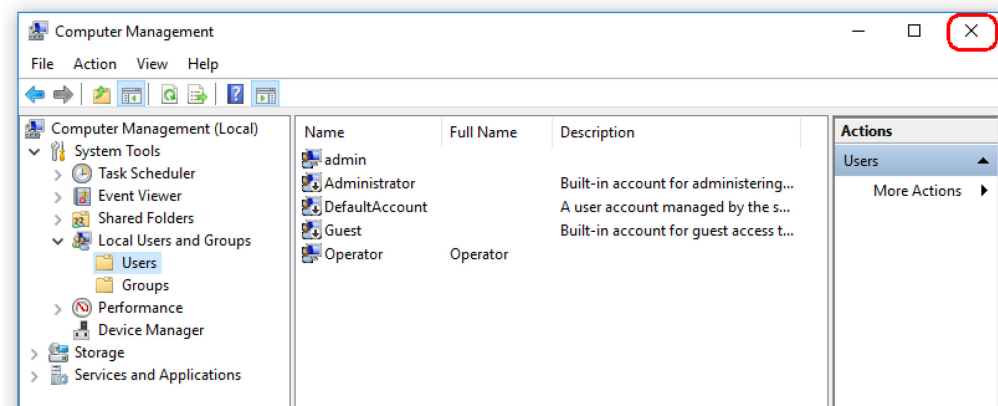 Computer Management
File Action View Help
Computer Management (Local)
System Tools
Task Scheduler
Event Viewer
Shared Folders
Local Users and Groups
Users
Groups
Performance
Device Manager
Storage
Services and Applications
Name Full Name Description
admin
Administrator Built-in account for administering...
DefaultAccount A user account managed by the s...
Guest Built-in account for guest access t...
Operator Operator
Actions
Users
More Actions